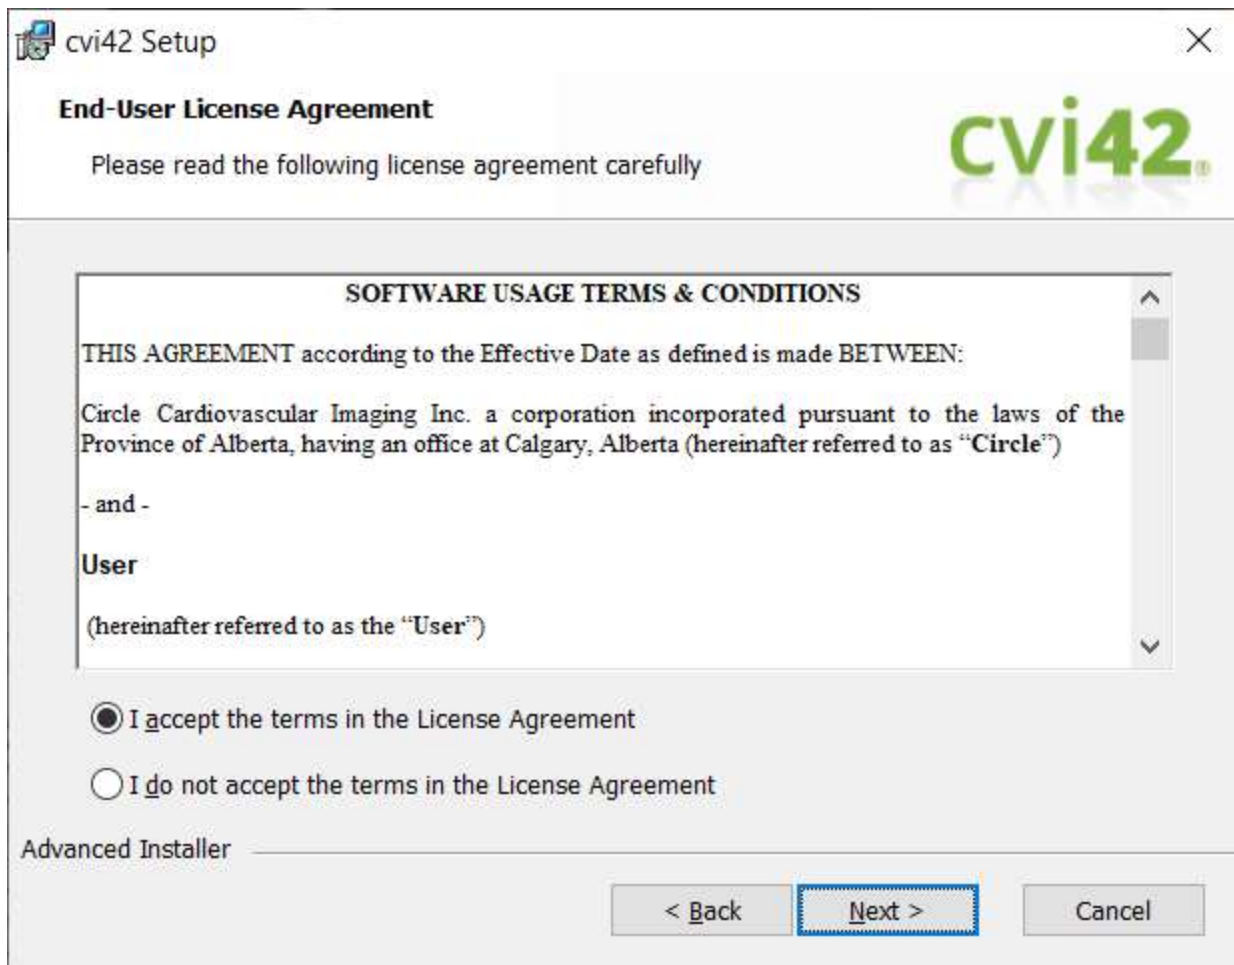 cvi42 Setup
End-User License Agreement
Please read the following license agreement carefully
cvi42®
SOFTWARE USAGE TERMS & CONDITIONS
THIS AGREEMENT according to the Effective Date as defined is made BETWEEN:
Circle Cardiovascular Imaging Inc. a corporation incorporated pursuant to the laws of the
Province of Alberta, having an office at Calgary, Alberta (hereinafter referred to as “Circle”)
- and -
User
(hereinafter referred to as the “User”)
I accept the terms in the License Agreement
I do not accept the terms in the License Agreement
Advanced Installer
< Back
Next >
Cancel